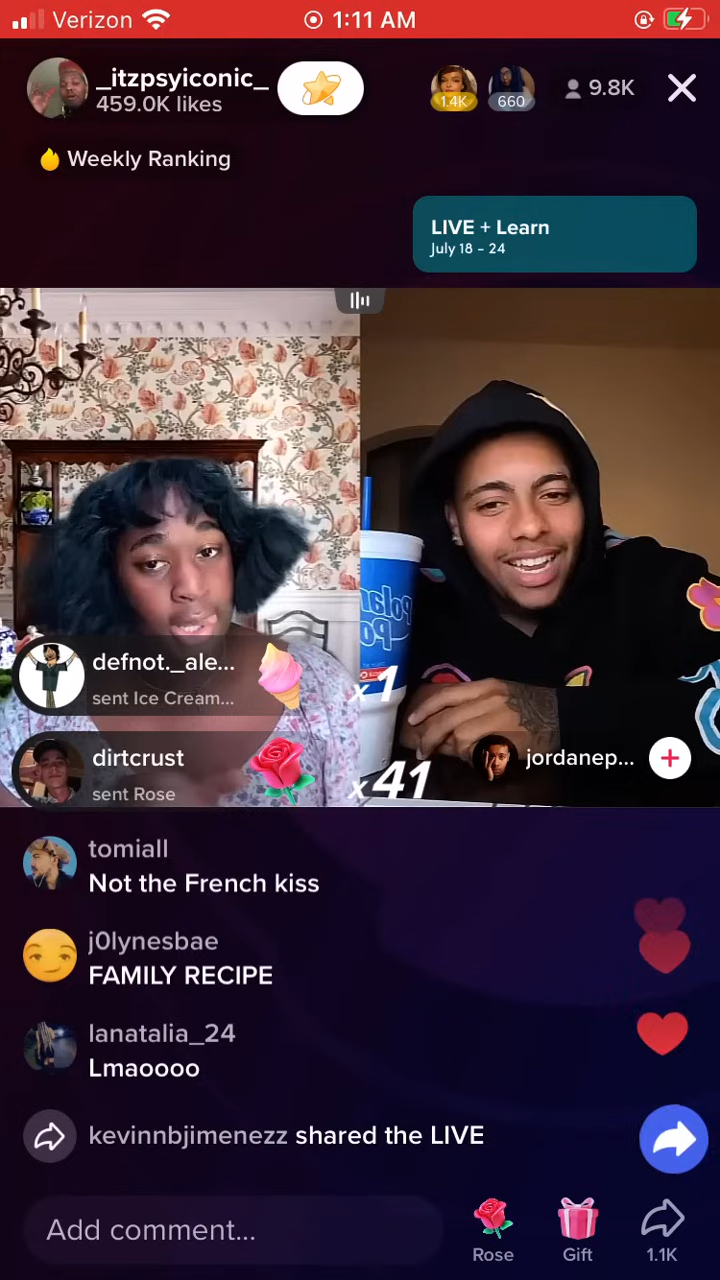 Verizon 1:11 AM
_itzpsyiconic_
459.0K likes
1.4K
660
9.8K
Weekly Ranking
LIVE + Learn
July 18 - 24
defnot._ale...
sent Ice Cream...
x1
dirtcrust
sent Rose
x41
jordanep...
tomiall
Not the French kiss
j0lynesbae
FAMILY RECIPE
lanatalia_24
Lmaoooo
kevinnbjimenezz shared the LIVE
Add comment...
Rose
Gift
1.1K